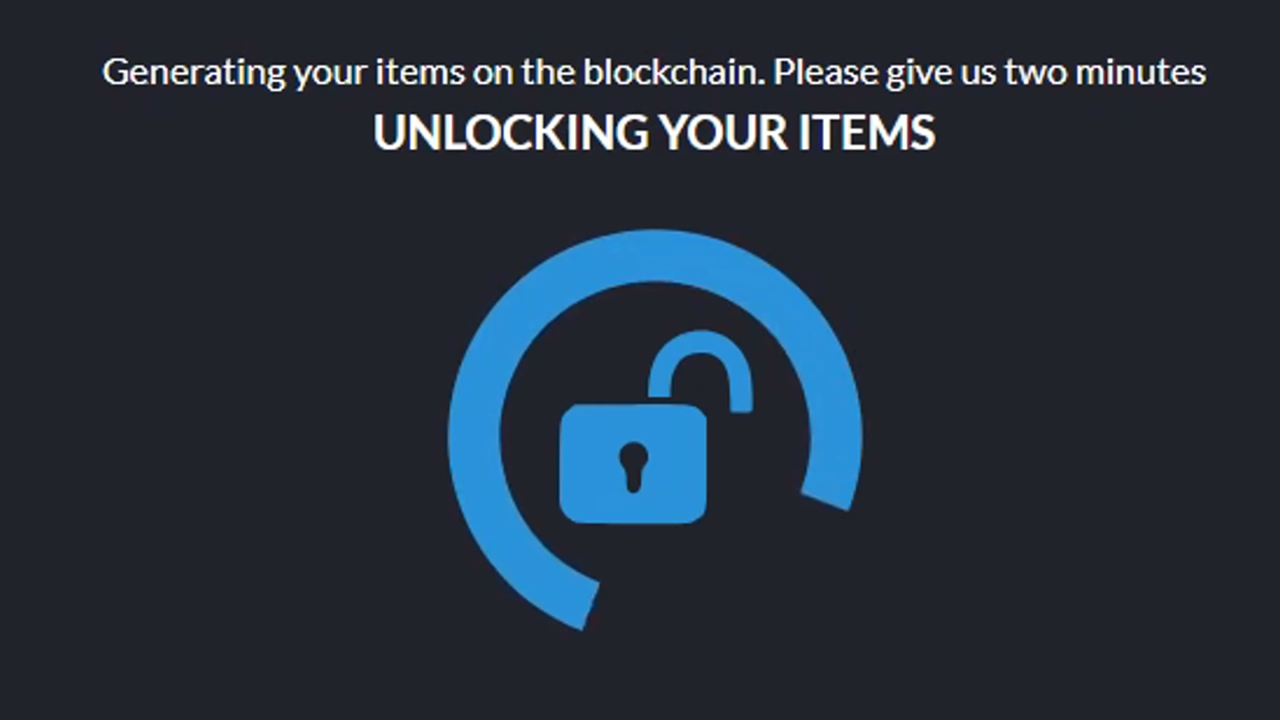 Generating your items on the blockchain. Please give us two minutes
UNLOCKING YOUR ITEMS